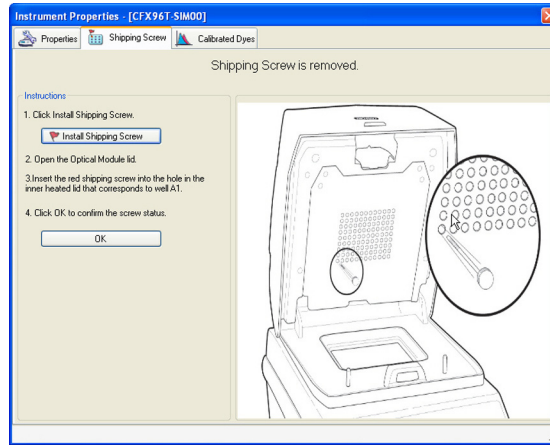 Instrument Properties - [CFX96T-SIM00]
Properties Shipping Screw Calibrated Dyes
Shipping Screw is removed.
Instructions
1. Click Install Shipping Screw.
Install Shipping Screw
2. Open the Optical Module lid.
3.Insert the red shipping screw into the hole in the
inner heated lid that corresponds to well A1.
4. Click OK to confirm the screw status.
OK